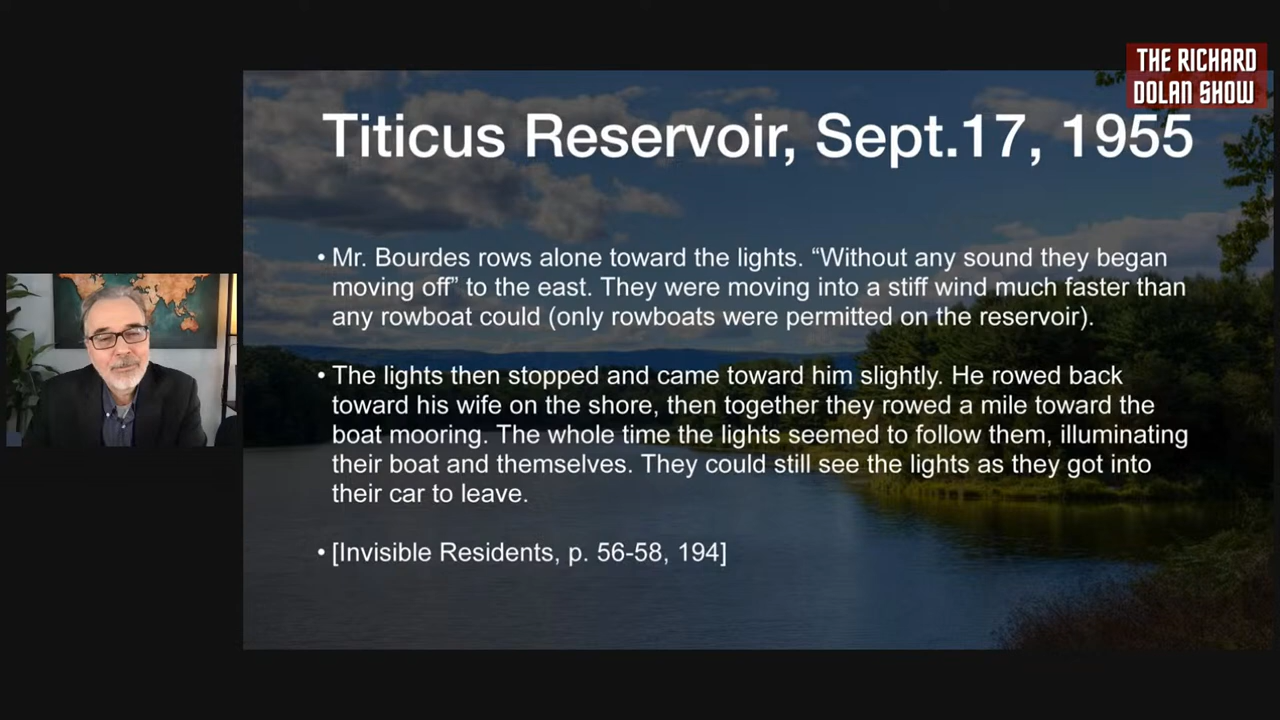 THE RICHARD
DOLAN SHOW
Titicus Reservoir, Sept.17, 1955
• Mr. Bourdes rows alone toward the lights. “Without any sound they began
moving off” to the east. They were moving into a stiff wind much faster than
any rowboat could (only rowboats were permitted on the reservoir).
• The lights then stopped and came toward him slightly. He rowed back
toward his wife on the shore, then together they rowed a mile toward the
boat mooring. The whole time the lights seemed to follow them, illuminating
their boat and themselves. They could still see the lights as they got into
their car to leave.
• [Invisible Residents, p. 56-58, 194]